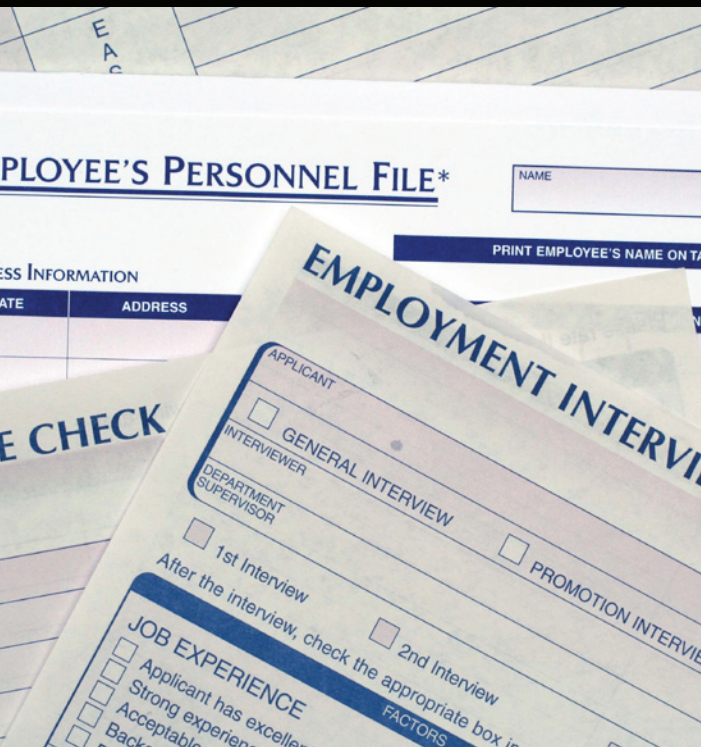 E
A
PLOYEE'S PERSONNEL FILE*
NAME
PRINT EMPLOYEE'S NAME ON TA
ESS INFORMATION
ATE
ADDRESS
N
E CHECK
EMPLOYMENT INTERVI
APPLICANT
GENERAL INTERVIEW
PROMOTION INTERVIE
INTERVIEWER
DEPARTMENT
SUPERVISOR
1st Interview
2nd Interview
After the interview, check the appropriate box i
FACTORS
JOB EXPERIENCE
Applicant has excelle
Strong experien
Acceptable
Back